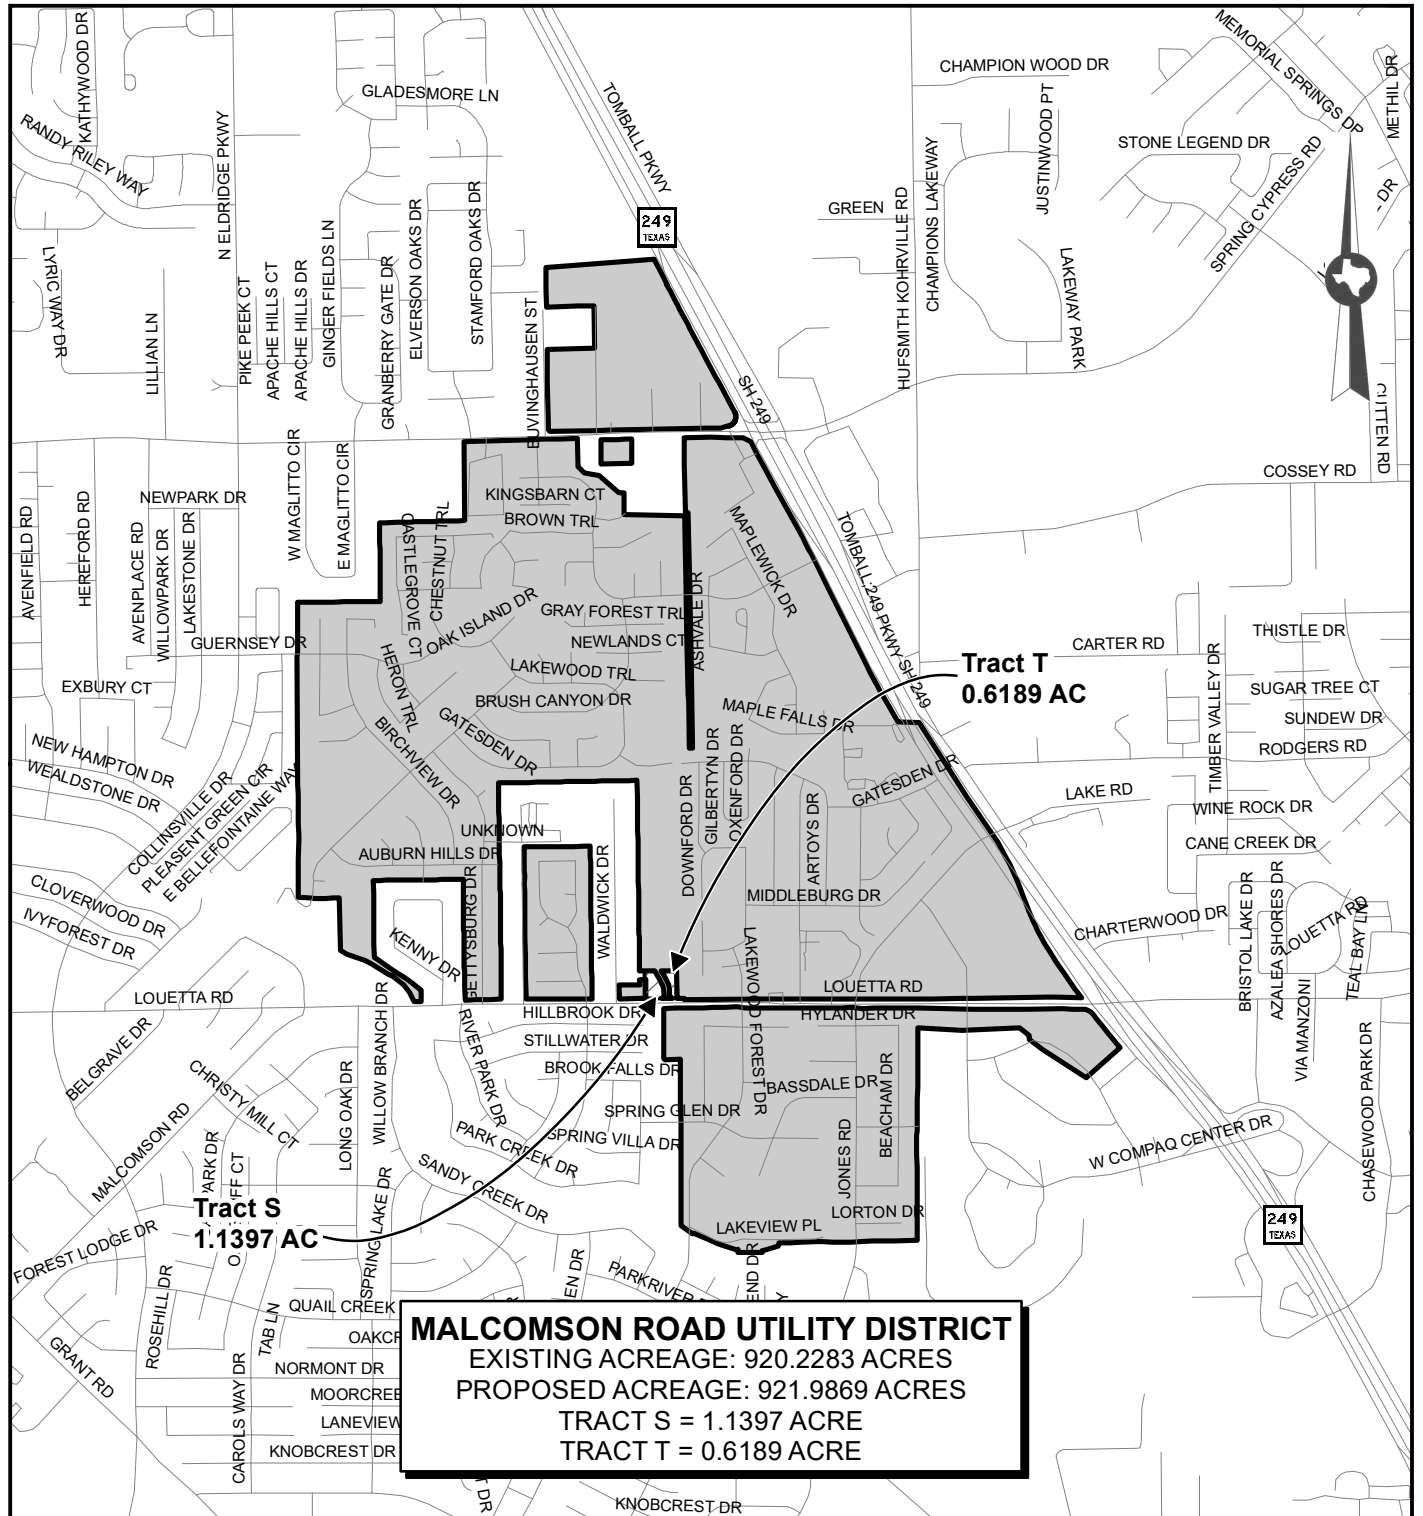 KATHYWOOD DR
RANDY RILEY WAY
N ELDRIDGE PKWY
GLADESMORE LN
TOMBALL PKWY
249
TEXAS
CHAMPION WOOD DR
MEMORIAL SPRINGS DR
METHIL DR
JUSTINWOOD PT
STONE LEGEND DR
SPRING CYPRESS RD
DR
GREEN
HUFSMITH KOHRVILLE RD
CHAMPIONS LAKEWAY
LAKEWAY PARK
LYRIC WAY DR
LILLIAN LN
PIKE PEEK CT
APACHE HILLS CT
APACHE HILLS DR
GINGER FIELDS LN
GRANBERRY GATE DR
ELVERSON OAKS DR
STAMFORD OAKS DR
BUVINGHAUSEN ST
SH 249
CUTTEN RD
COSSEY RD
W MAGLITTO CIR
E MAGLITTO CIR
NEWPARK DR
AVENFIELD RD
HEREFORD RD
AVENPLACE RD
WILLOWPARK DR
LAKESTONE DR
GUERNSEY DR
EXBURY CT
CASTLEGROVE CT
CHESTNUT TRL
KINGSBARN CT
BROWN TRL
OAK ISLAND DR
GRAY FOREST TRL
NEWLANDS CT
LAKEWOOD TRL
BRUSH CANYON DR
HERON TRL
BIRCHVIEW DR
GATESDEN DR
ASHVALE DR
MAPLEWICK DR
TOMBALL:249 PKWY SH 249
Tract T
0.6189 AC
CARTER RD
TIMBER VALLEY DR
THISTLE DR
SUGAR TREE CT
SUNDEW DR
RODGERS RD
NEW HAMPTON DR
WEALDSTONE DR
COLLINSVILLE DR
PLEASENT GREEN CIR
E BELLEFOINTAINE WAY
MAPLE FALLS DR
GILBERTYN DR
OXENFORD DR
DOWNFORD DR
GATESDEN DR
ARTOYS DR
LAKE RD
WINE ROCK DR
CANE CREEK DR
UNKNOWN
AUBURN HILLS DR
GETTYSBURG DR
WALDWICK DR
MIDDLEBURG DR
CLOVERWOOD DR
IVYFOREST DR
KENNY DR
LAKEWOOD FOREST DR
CHARTERWOOD DR
BRISTOL LAKE DR
AZALEA SHORES DR
LOUETTA RD
TEAL BAY LN
LOUETTA RD
LOUETTA RD
BELGRAVE DR
HILLBROOK DR
HYLANDER DR
STILLWATER DR
BROOK FALLS DR
VIA MANZONI
CHRISTY MILL CT
LONG OAK DR
WILLOW BRANCH DR
RIVER PARK DR
BASSDALE DR
BEACHAM DR
CHASEWOOD PARK DR
MALCOMSON RD
PARK DR
SPRING GLEN DR
SPRING VILLA DR
PARK CREEK DR
JONES RD
W COMPAQ CENTER DR
SANDY CREEK DR
SPRING LAKE DR
Tract S
1.1397 AC
LAKEVIEW PL
LORTON DR
249
TEXAS
FOREST LODGE DR
ROSEHILL DR
TAB LN
QUAIL CREEK
PARKRIVER
EN DR
END DR
OAKCR
GRANT RD
NORMONT DR
MOORCREE
LANEVIEW
CAROLS WAY DR
KNOBCREST DR
MALCOMSON ROAD UTILITY DISTRICT
EXISTING ACREAGE: 920.2283 ACRES
PROPOSED ACREAGE: 921.9869 ACRES
TRACT S = 1.1397 ACRE
TRACT T = 0.6189 ACRE
T DR
KNOBCREST DR